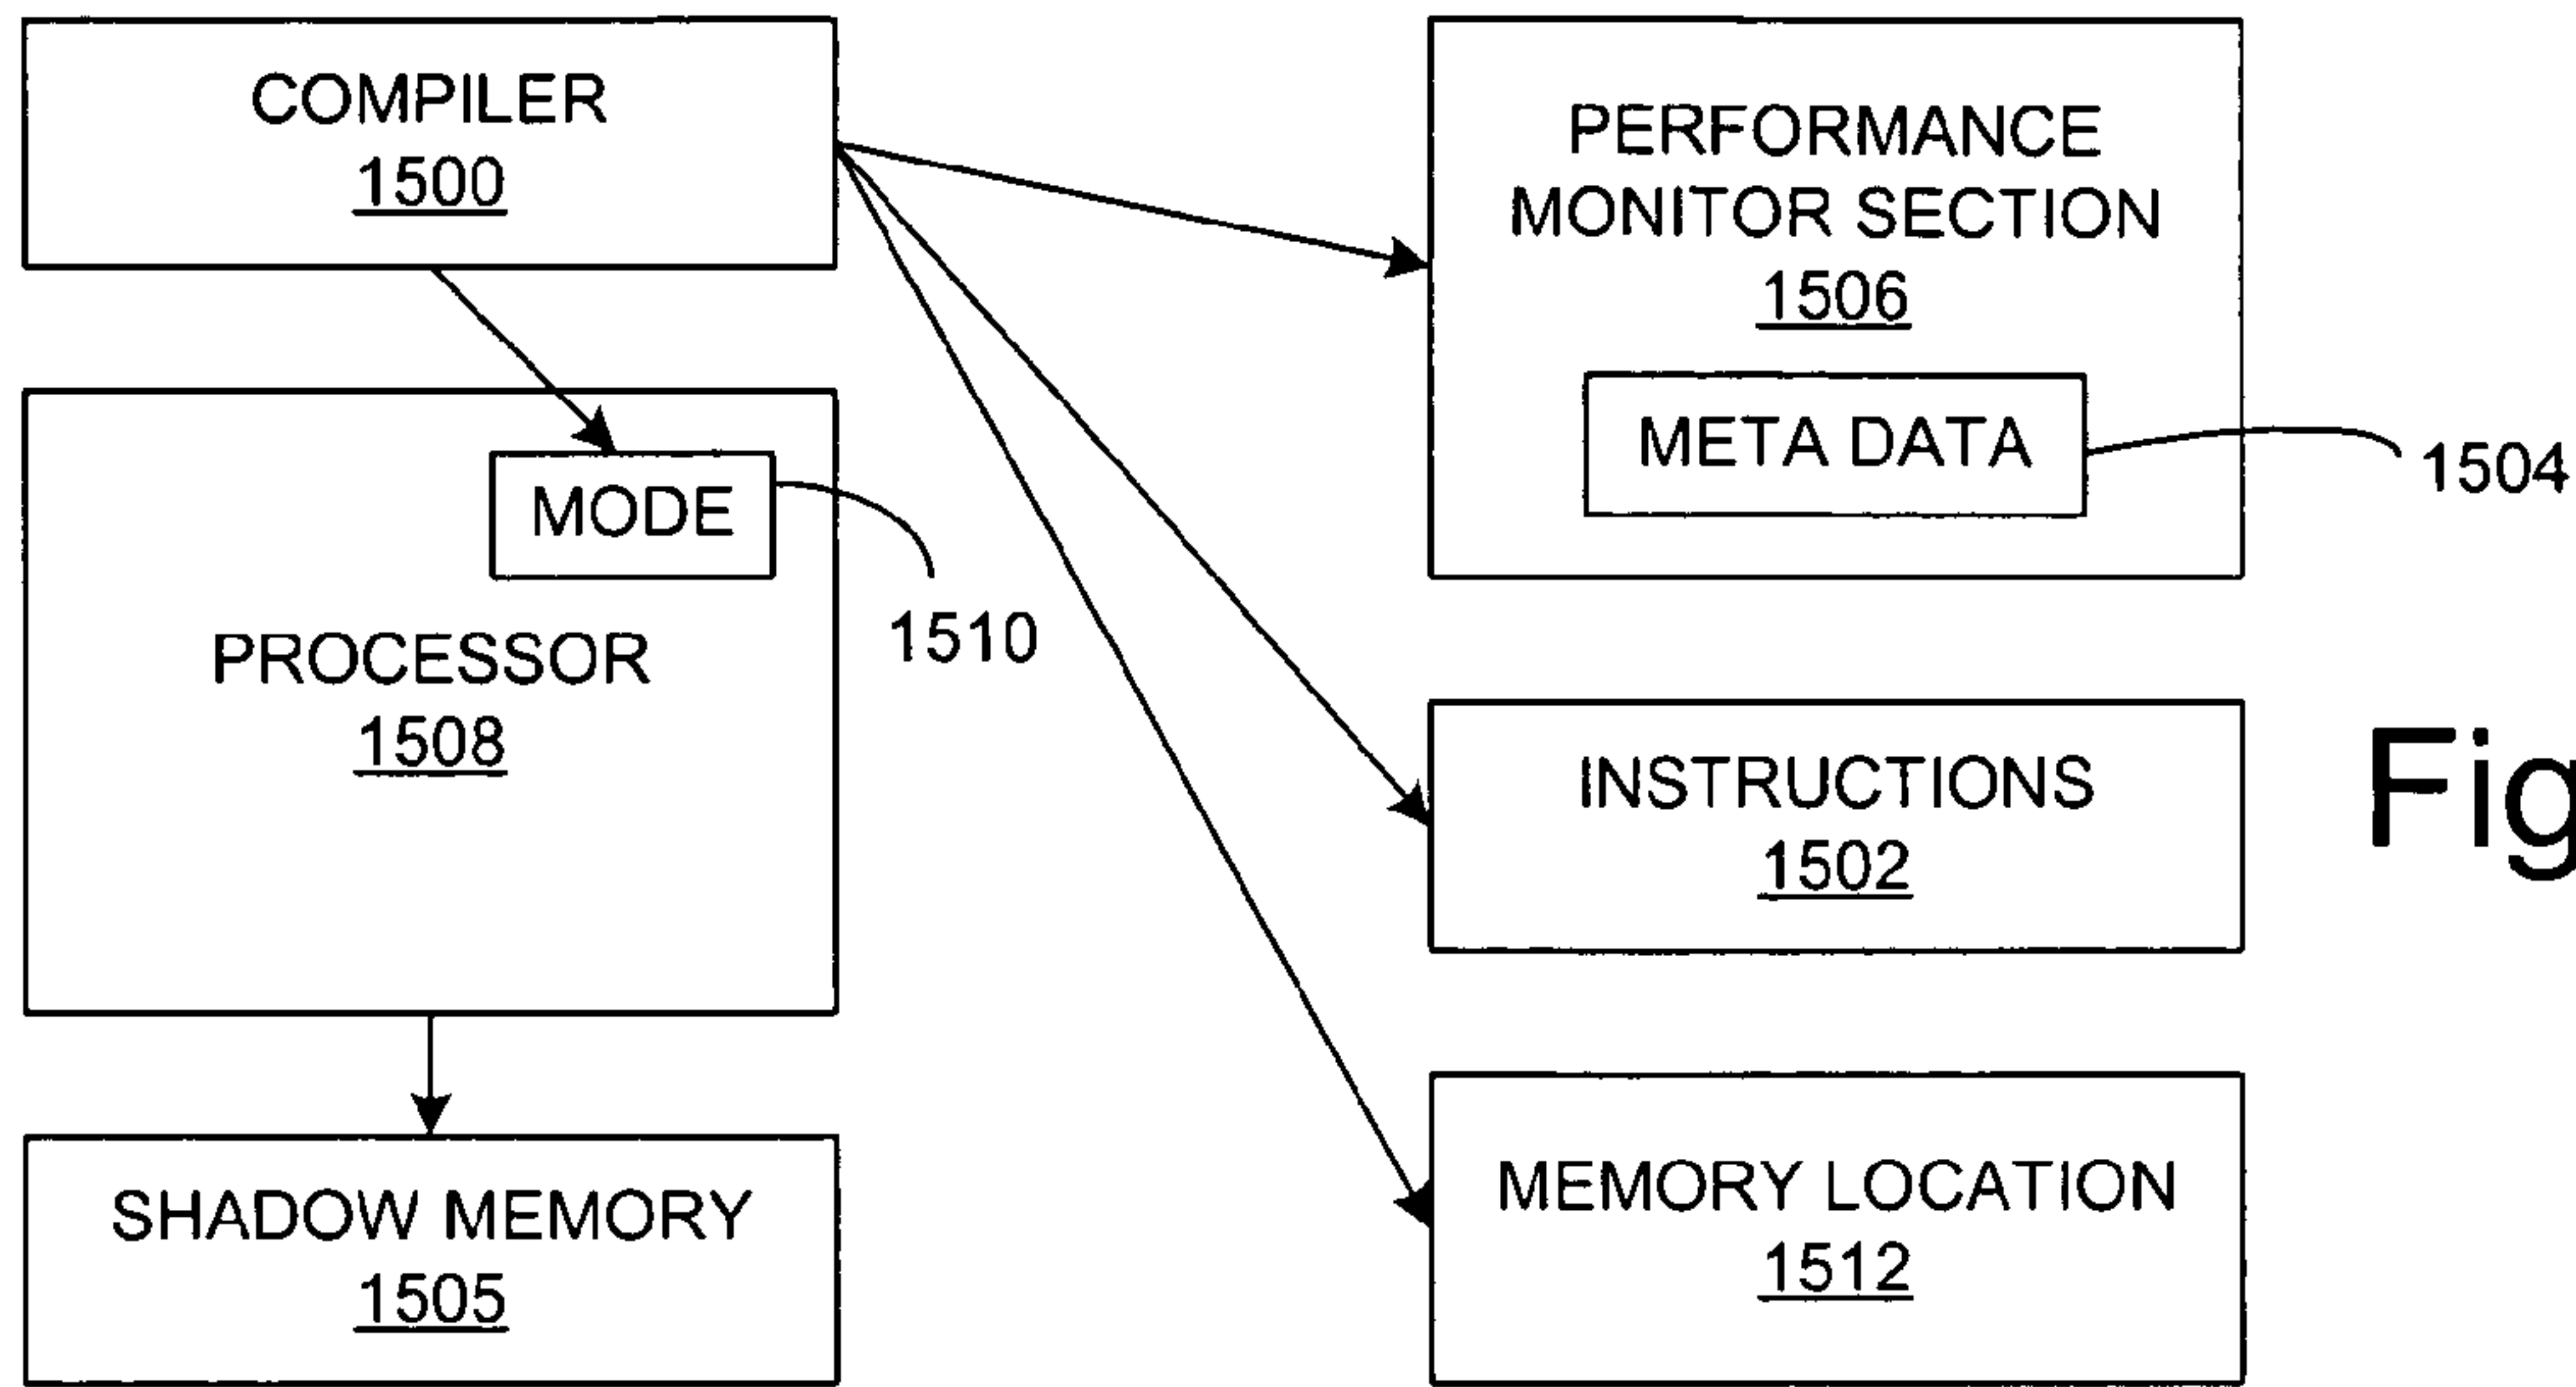 COMPILER
1500
PERFORMANCE
MONITOR SECTION
1506
META DATA
1504
MODE
1510
PROCESSOR
1508
INSTRUCTIONS
1502
Fig
SHADOW MEMORY
1505
MEMORY LOCATION
1512